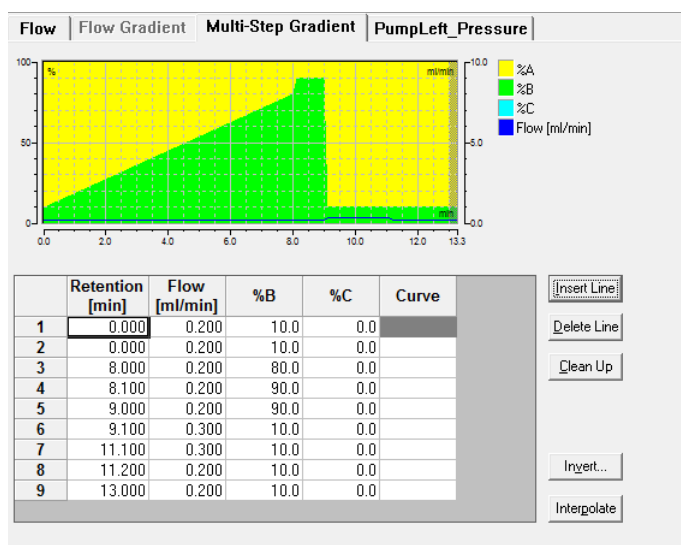 Flow Flow Gradient Multi-Step Gradient PumpLeft_Pressure
100 % ml/min 10.0 %A
%B
%C
Flow [ml/min]
50 5.0
0 min 0.0
0.0 2.0 4.0 6.0 8.0 10.0 12.0 13.3
Retention [min] Flow [ml/min] %B %C Curve
1 0.000 0.200 10.0 0.0
2 0.000 0.200 10.0 0.0
3 8.000 0.200 80.0 0.0
4 8.100 0.200 90.0 0.0
5 9.000 0.200 90.0 0.0
6 9.100 0.300 10.0 0.0
7 11.100 0.300 10.0 0.0
8 11.200 0.200 10.0 0.0
9 13.000 0.200 10.0 0.0
Insert Line
Delete Line
Clean Up
Invert...
Interpolate